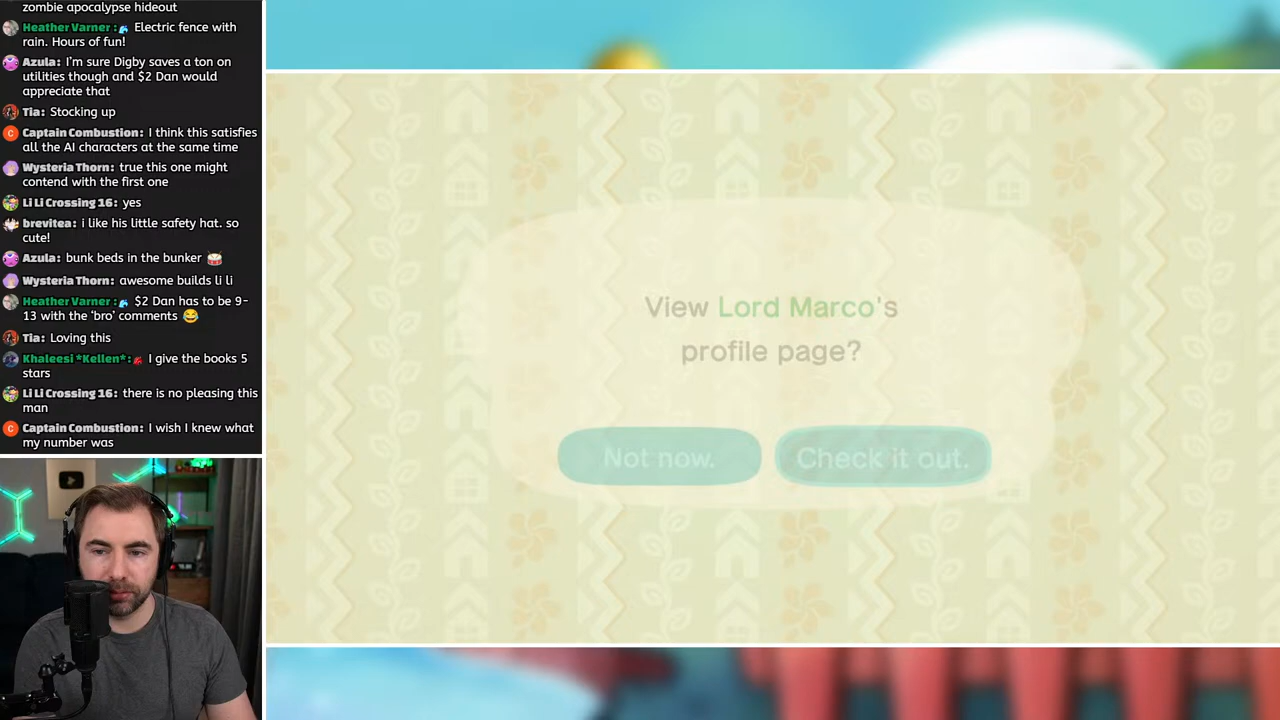 zombie apocalypse hideout
Heather Varner: Electric fence with
rain. Hours of fun!
Azula: I'm sure Digby saves a ton on
utilities though and $2 Dan would
appreciate that
Tia: Stocking up
Captain Combustion: I think this satisfies
all the AI characters at the same time
Wysteria Thorn: true this one might
contend with the first one
Li Li Crossing 16: yes
brevitea: i like his little safety hat. so
cute!
Azula: bunk beds in the bunker 🥁
Wysteria Thorn: awesome builds li li
Heather Varner: $2 Dan has to be 9-
13 with the 'bro' comments 😂
Tia: Loving this
Khaleesi *Kellen*: I give the books 5
stars
Li Li Crossing 16: there is no pleasing this
man
C
Captain Combustion: I wish I knew what
my number was
View Lord Marco's
profile page?
Not now.
Check it out.